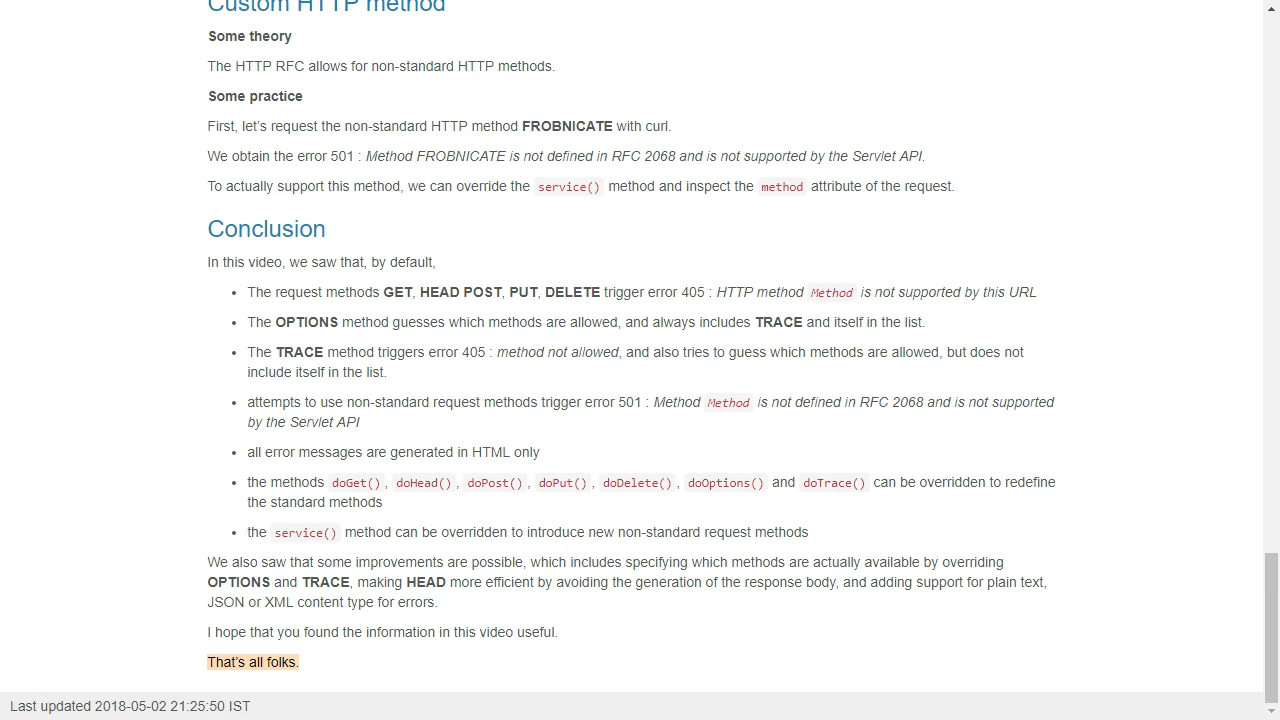 Custom HTTP method
Some theory
The HTTP RFC allows for non-standard HTTP methods.
Some practice
First, let’s request the non-standard HTTP method FROBNICATE with curl.
We obtain the error 501 : Method FROBNICATE is not defined in RFC 2068 and is not supported by the Servlet API.
To actually support this method, we can override the service() method and inspect the method attribute of the request.
Conclusion
In this video, we saw that, by default,
• The request methods GET, HEAD POST, PUT, DELETE trigger error 405 : HTTP method Method is not supported by this URL
• The OPTIONS method guesses which methods are allowed, and always includes TRACE and itself in the list.
• The TRACE method triggers error 405 : method not allowed, and also tries to guess which methods are allowed, but does not
include itself in the list.
• attempts to use non-standard request methods trigger error 501 : Method Method is not defined in RFC 2068 and is not supported
by the Servlet API
• all error messages are generated in HTML only
• the methods doGet(), doHead(), doPost(), doPut(), doDelete(), doOptions() and doTrace() can be overridden to redefine
the standard methods
• the service() method can be overridden to introduce new non-standard request methods
We also saw that some improvements are possible, which includes specifying which methods are actually available by overriding
OPTIONS and TRACE, making HEAD more efficient by avoiding the generation of the response body, and adding support for plain text,
JSON or XML content type for errors.
I hope that you found the information in this video useful.
That’s all folks.
Last updated 2018-05-02 21:25:50 IST